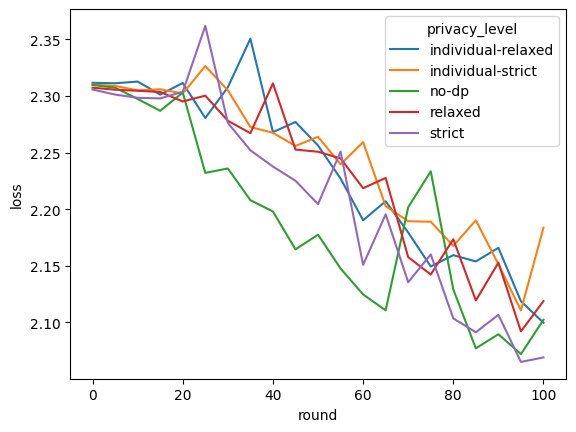 privacy_level
individual-relaxed
individual-strict
no-dp
relaxed
strict
loss
2.35
2.30
2.25
2.20
2.15
2.10
0 20 40 60 80 100
round